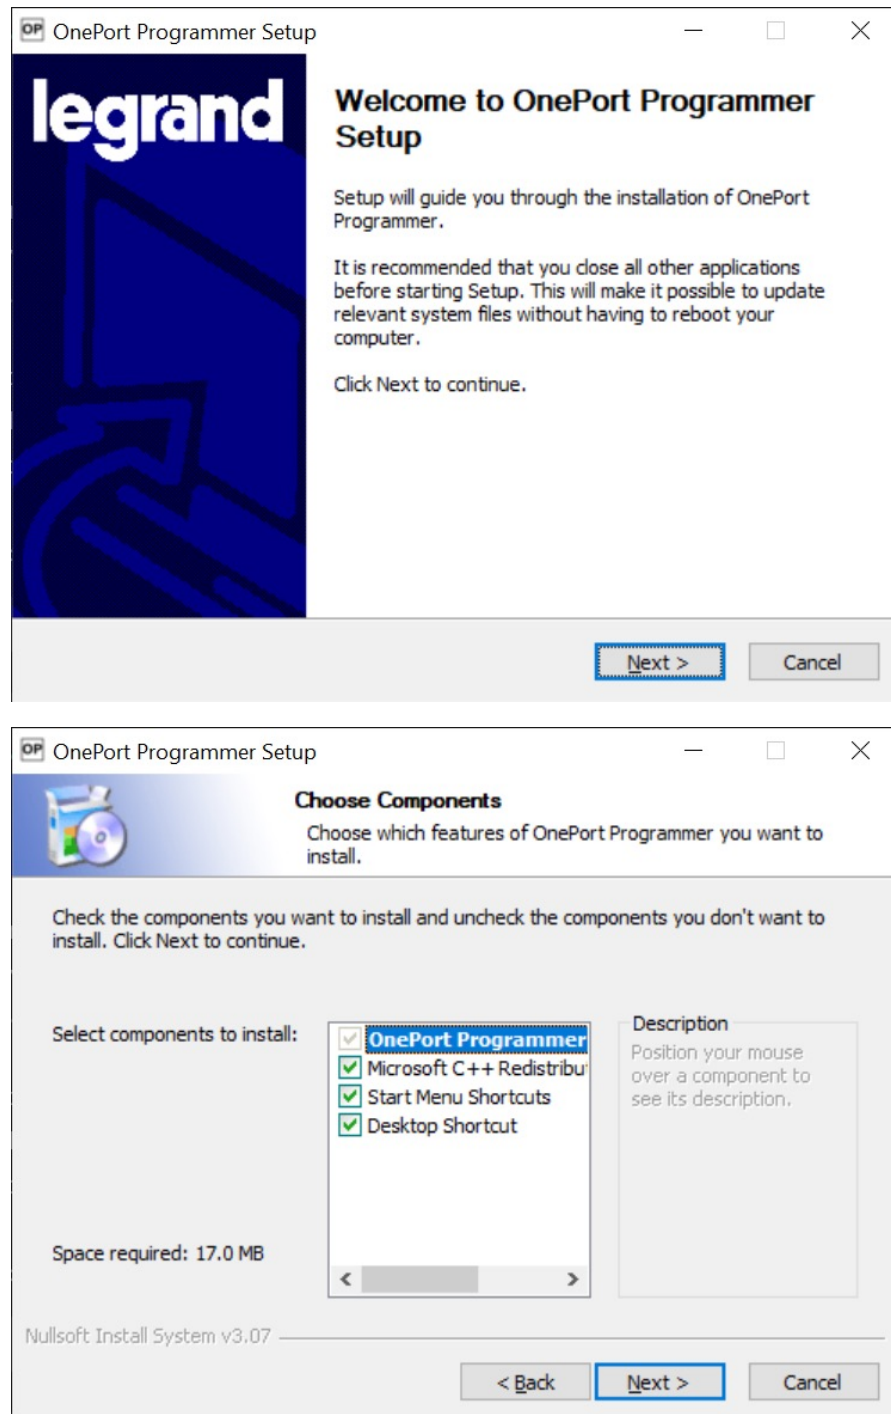 OP OnePort Programmer Setup
legrand
Welcome to OnePort Programmer
Setup
Setup will guide you through the installation of OnePort
Programmer.
It is recommended that you close all other applications
before starting Setup. This will make it possible to update
relevant system files without having to reboot your
computer.
Click Next to continue.
Next > Cancel
OP OnePort Programmer Setup
Choose Components
Choose which features of OnePort Programmer you want to
install.
Check the components you want to install and uncheck the components you don't want to
install. Click Next to continue.
Select components to install:
OnePort Programmer
Microsoft C++ Redistribu
Start Menu Shortcuts
Desktop Shortcut
Description
Position your mouse
over a component to
see its description.
Space required: 17.0 MB
Nullsoft Install System v3.07
< Back Next > Cancel